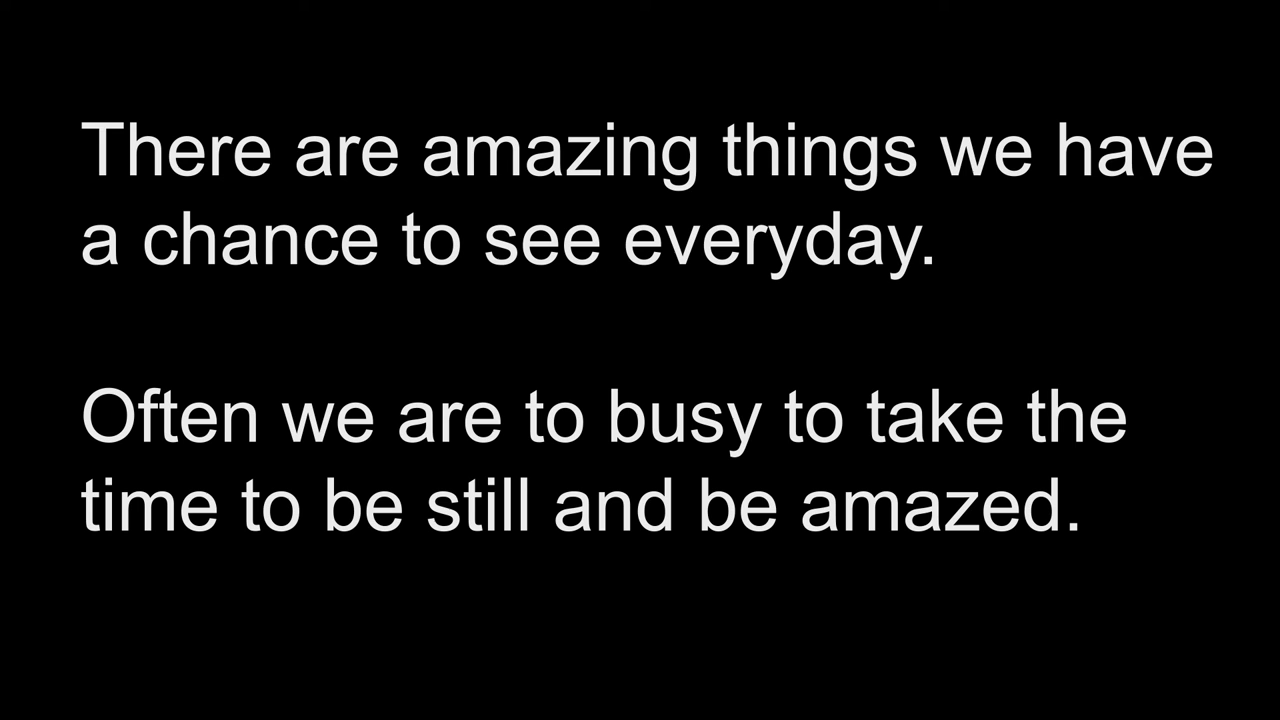 There are amazing things we have
a chance to see everyday.
Often we are to busy to take the
time to be still and be amazed.